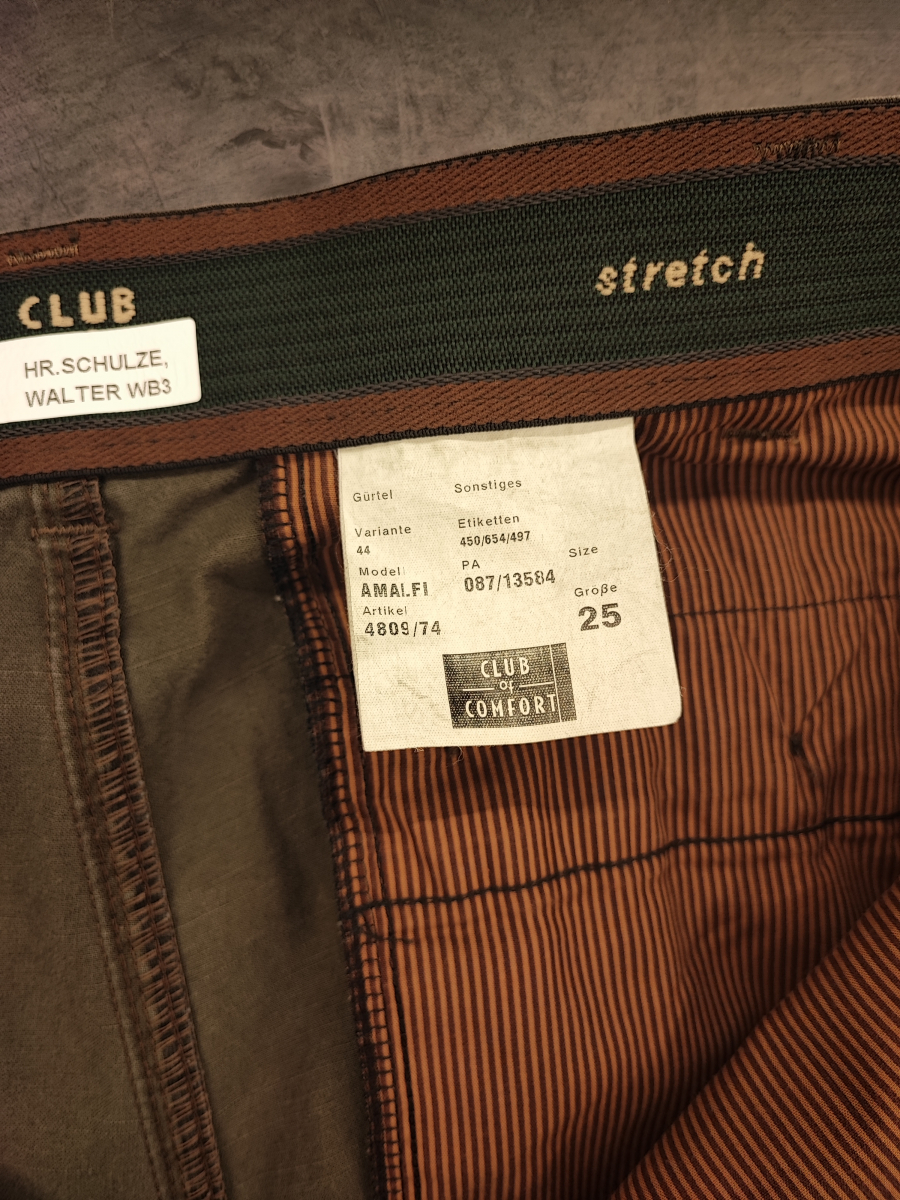 CLUB
stretch
HR.SCHULZE,
WALTER WB3
Gürtel
Sonstiges
Variante
44
Etiketten
450/654/497
Size
Model
AMALFI
PA
087/13584
Größe
25
Artikel
4809/74
CLUB
of
COMFORT